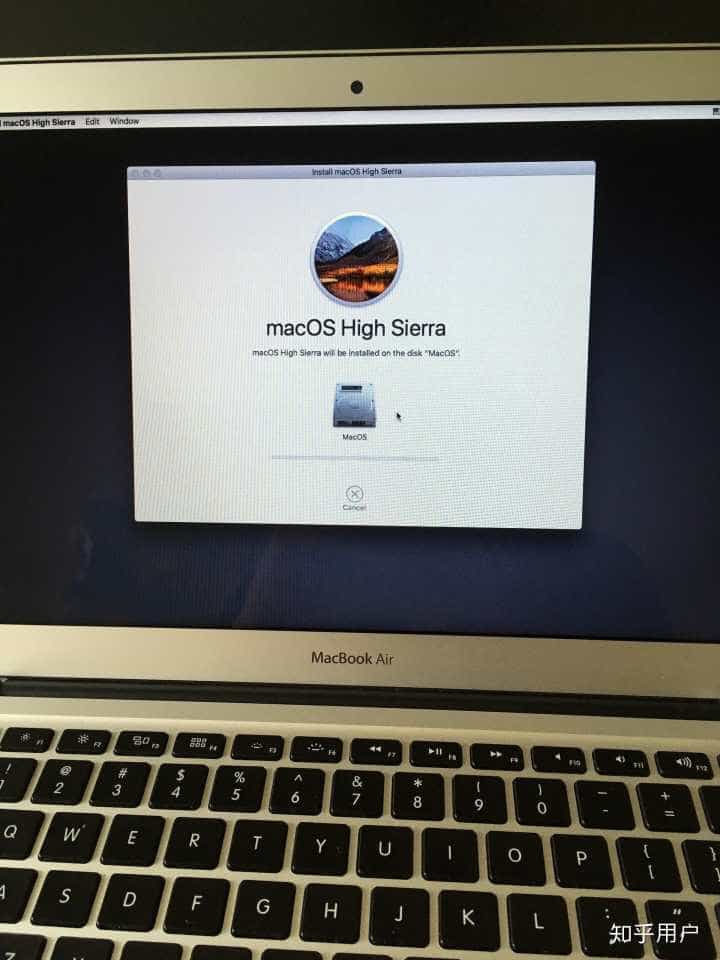 macOS High Sierra Edit Window
Install macOS High Sierra
macOS High Sierra
macOS High Sierra will be installed on the disk "MacOS".
MacOS
Cancel
MacBook Air
F1 F2 F3 F4 F5 F6 F7 F8 F9 F10 F11 F12
! @ # $ % ^ & * ( ) _ +
1 2 3 4 5 6 7 8 9 0 - =
Q W E R T Y U I O P { [ }
A S D F G H J K L : ; "
知乎用户